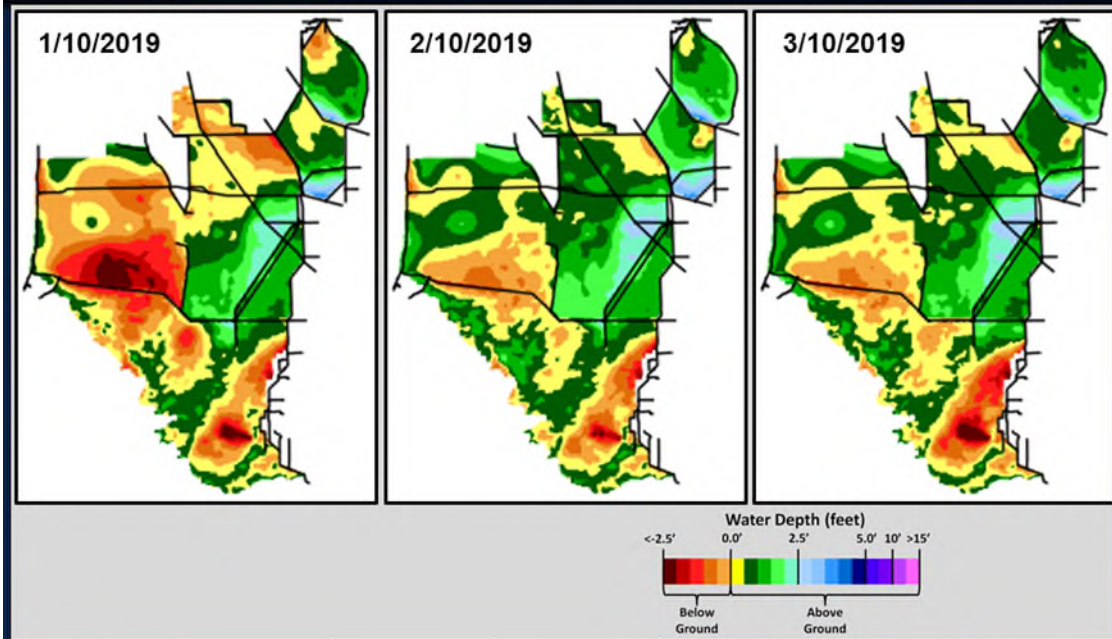 1/10/2019
2/10/2019
3/10/2019
Water Depth (feet)
<-2.5' 0.0' 2.5' 5.0' 10' >15'
Below Ground
Above Ground